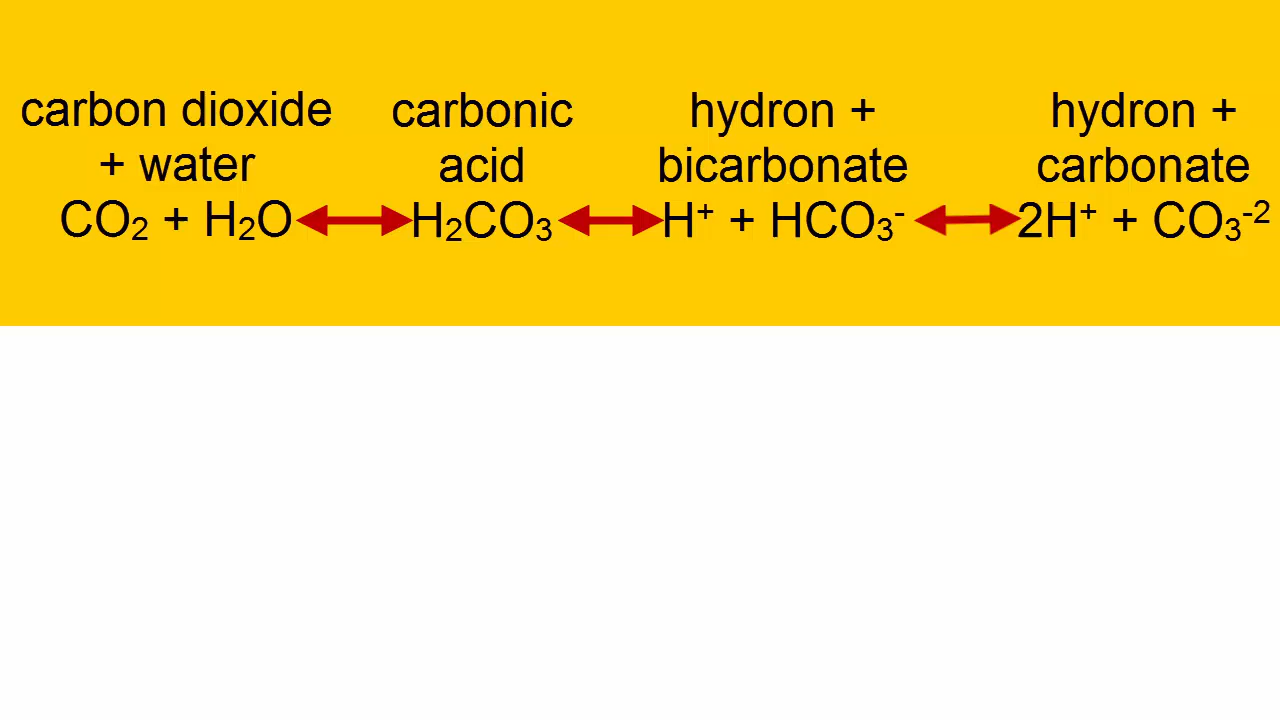 carbon dioxide carbonic hydron + hydron +
+ water acid bicarbonate carbonate
CO₂ + H₂O H₂CO₃ H⁺ + HCO₃⁻ 2H⁺ + CO₃⁻²